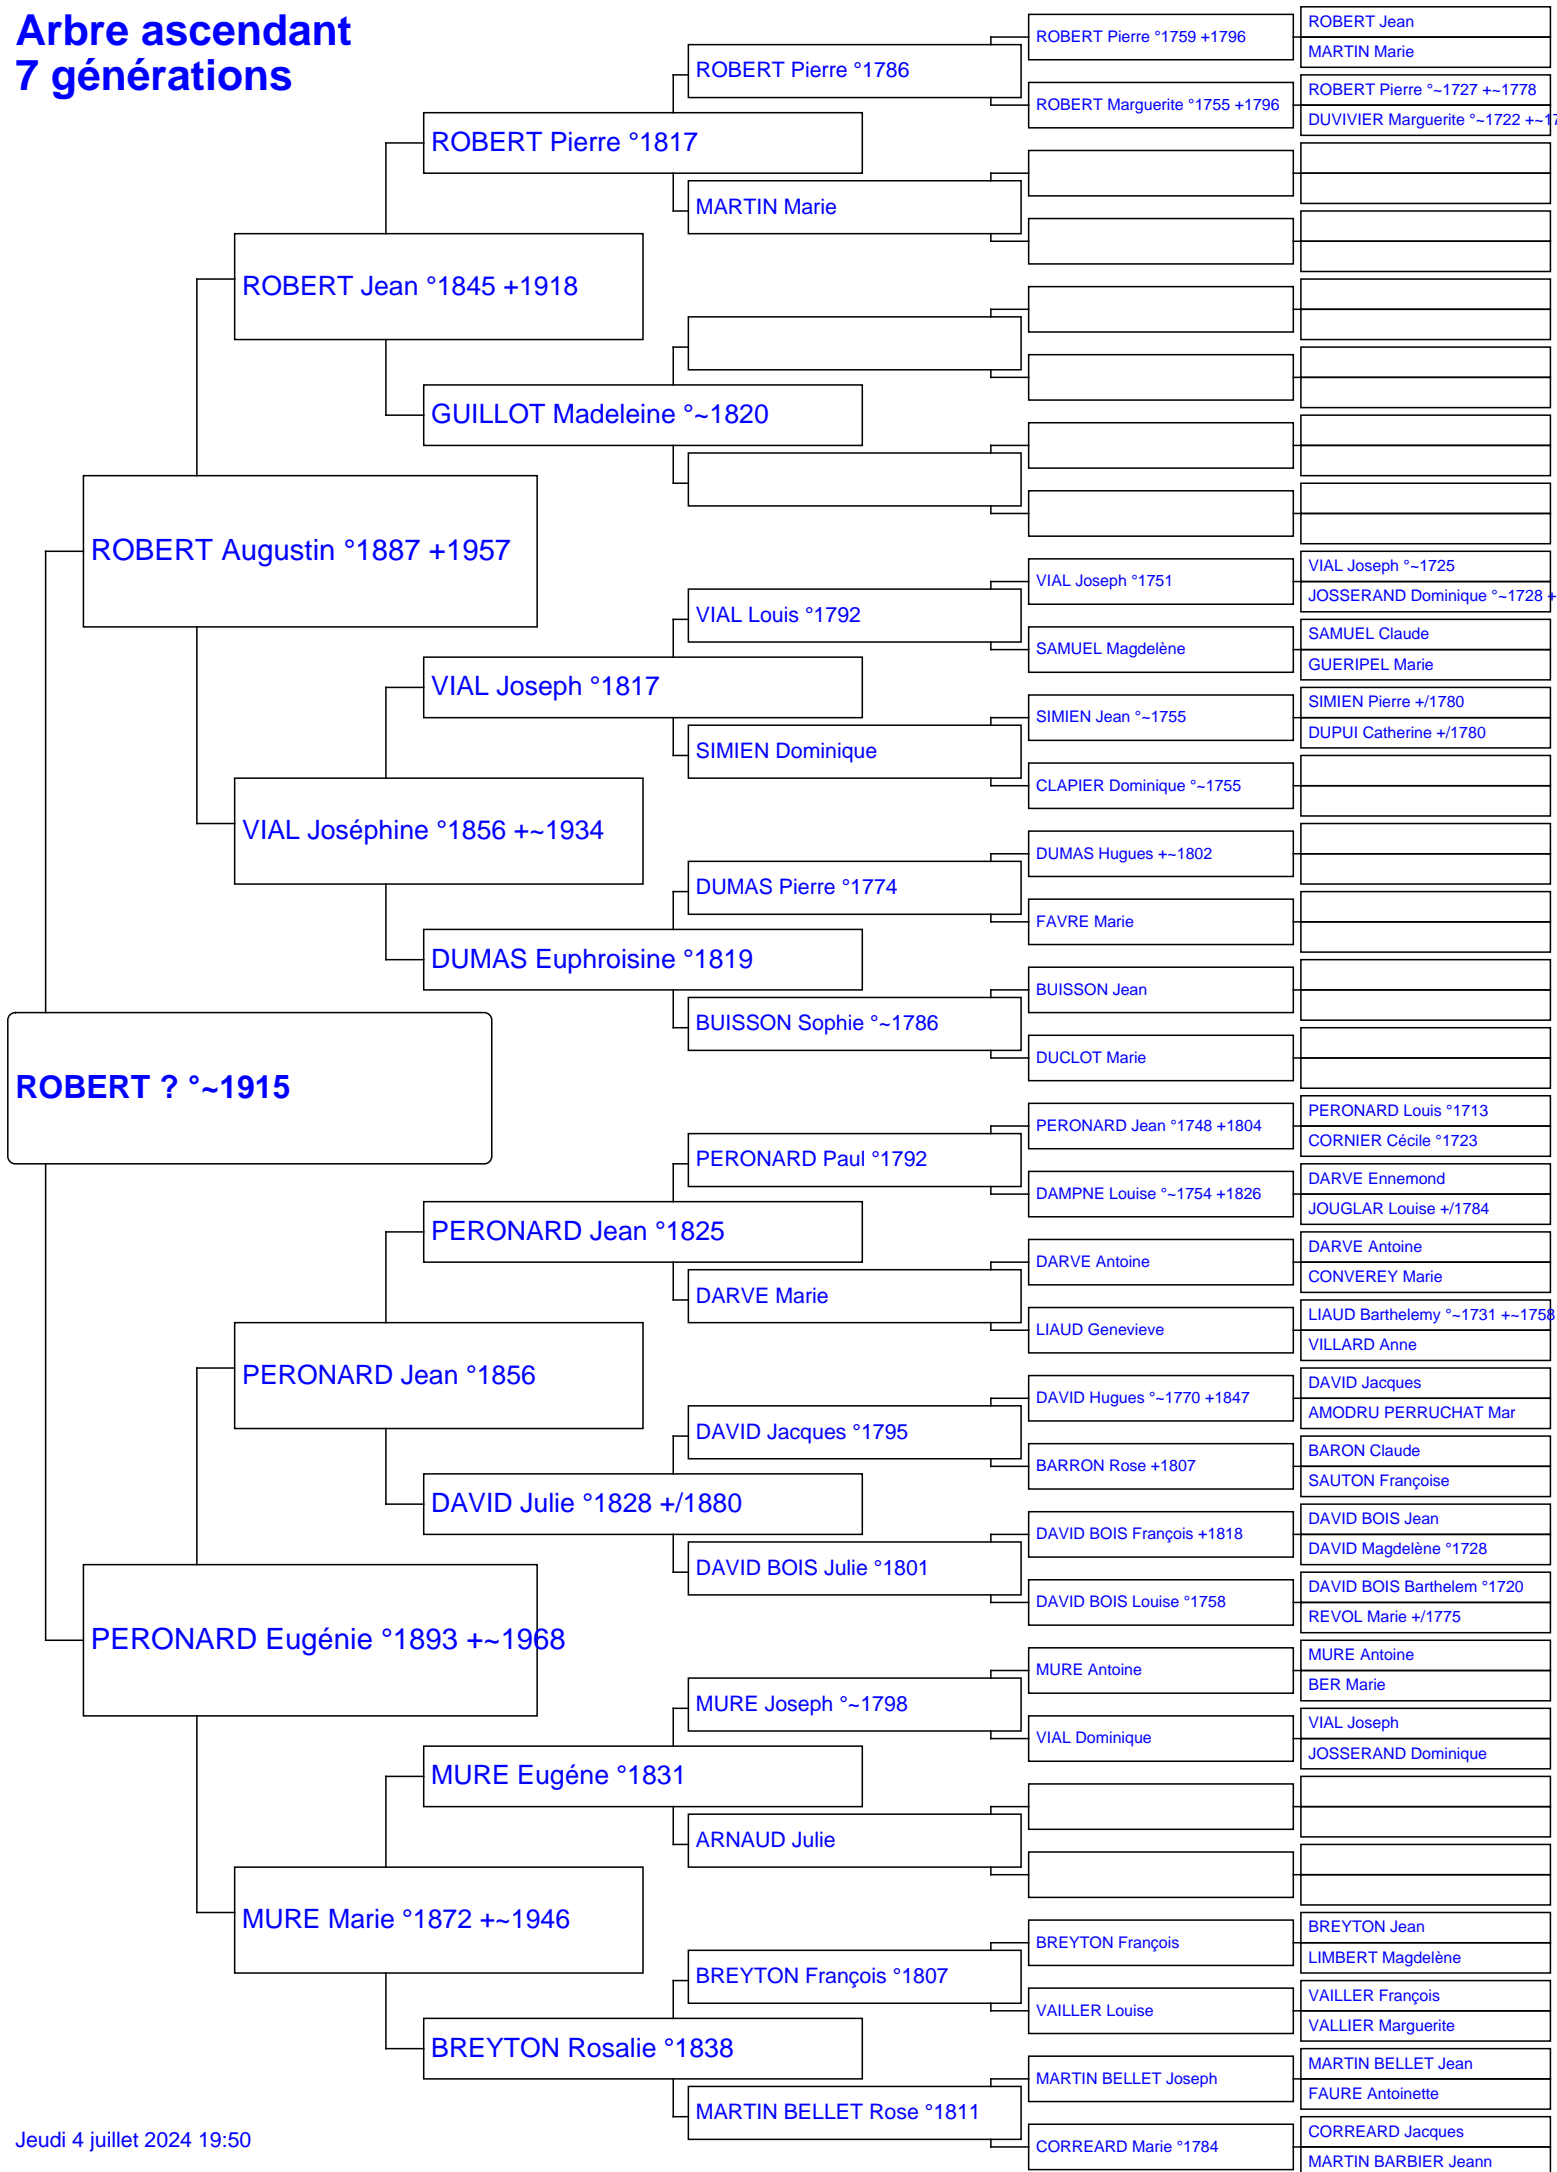 Arbre ascendant
7 générations
ROBERT ? °~1915
ROBERT Augustin °1887 +1957
PERONARD Eugénie °1893 +~1968
ROBERT Jean °1845 +1918
VIAL Joséphine °1856 +~1934
PERONARD Jean °1856
MURE Marie °1872 +~1946
ROBERT Pierre °1817
GUILLOT Madeleine °~1820
VIAL Joseph °1817
DUMAS Euphroisine °1819
PERONARD Jean °1825
DAVID Julie °1828 +/1880
MURE Eugéne °1831
BREYTON Rosalie °1838
ROBERT Pierre °1786
MARTIN Marie
VIAL Louis °1792
SIMIEN Dominique
DUMAS Pierre °1774
BUISSON Sophie °~1786
PERONARD Paul °1792
DARVE Marie
DAVID Jacques °1795
DAVID BOIS Julie °1801
MURE Joseph °~1798
ARNAUD Julie
BREYTON François °1807
MARTIN BELLET Rose °1811
ROBERT Pierre °1759 +1796
ROBERT Marguerite °1755 +1796
VIAL Joseph °1751
SAMUEL Magdelène
SIMIEN Jean °~1755
CLAPIER Dominique °~1755
DUMAS Hugues +~1802
FAVRE Marie
BUISSON Jean
DUCLOT Marie
PERONARD Jean °1748 +1804
DAMPNE Louise °~1754 +1826
DARVE Antoine
LIAUD Genevieve
DAVID Hugues °~1770 +1847
BARRON Rose +1807
DAVID BOIS François +1818
DAVID BOIS Louise °1758
MURE Antoine
VIAL Dominique
BREYTON François
VAILLER Louise
MARTIN BELLET Joseph
CORREARD Marie °1784
ROBERT Jean
MARTIN Marie
ROBERT Pierre °~1727 +~1778
DUVIVIER Marguerite °~1722 +~17
VIAL Joseph °~1725
JOSSERAND Dominique °~1728 +
SAMUEL Claude
GUERIPEL Marie
SIMIEN Pierre +/1780
DUPUI Catherine +/1780
PERONARD Louis °1713
CORNIER Cécile °1723
DARVE Ennemond
JOUGLAR Louise +/1784
DARVE Antoine
CONVEREY Marie
LIAUD Barthelemy °~1731 +~1758
VILLARD Anne
DAVID Jacques
AMODRU PERRUCHAT Mar
BARON Claude
SAUTON Françoise
DAVID BOIS Jean
DAVID Magdelène °1728
DAVID BOIS Barthelem °1720
REVOL Marie +/1775
MURE Antoine
BER Marie
VIAL Joseph
JOSSERAND Dominique
BREYTON Jean
LIMBERT Magdelène
VAILLER François
VALLIER Marguerite
MARTIN BELLET Jean
FAURE Antoinette
CORREARD Jacques
MARTIN BARBIER Jeann
Jeudi 4 juillet 2024 19:50